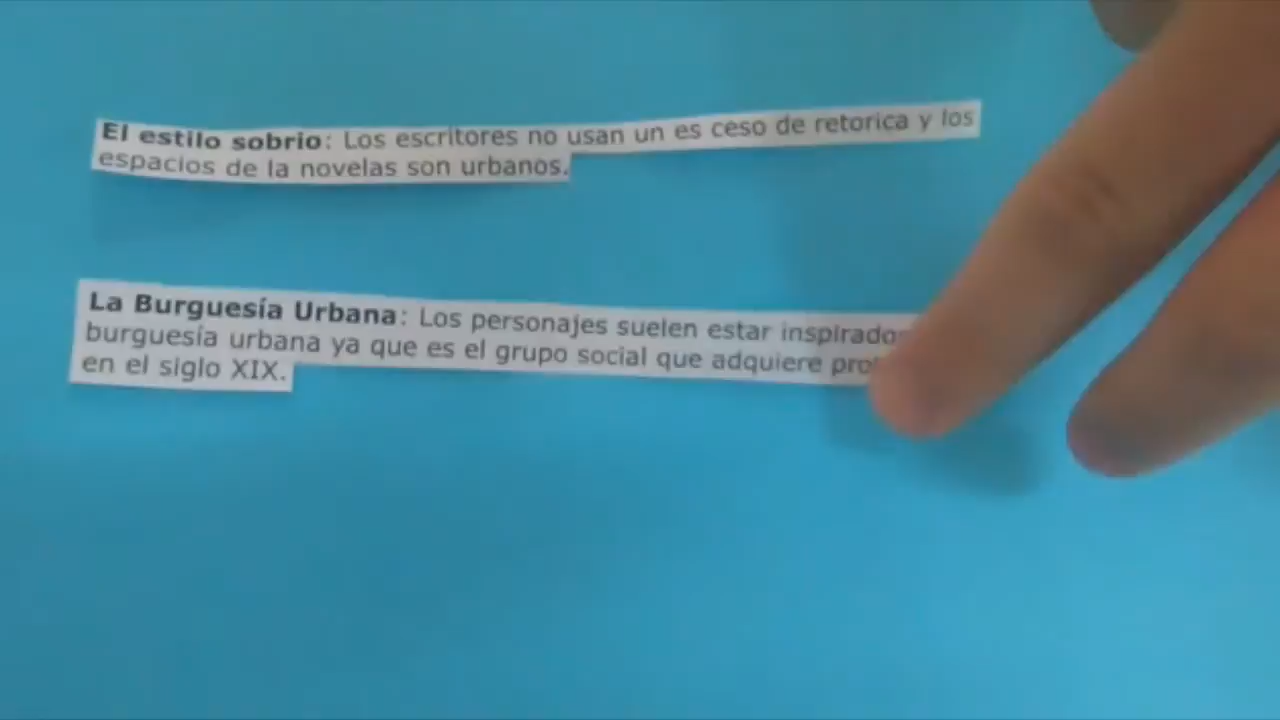 El estilo sobrio: Los escritores no usan un es ceso de retorica y los
espacios de la novelas son urbanos.
La Burguesía Urbana: Los personajes suelen estar
burguesía urbana ya que es el grupo social que adquiere
en el siglo XIX.